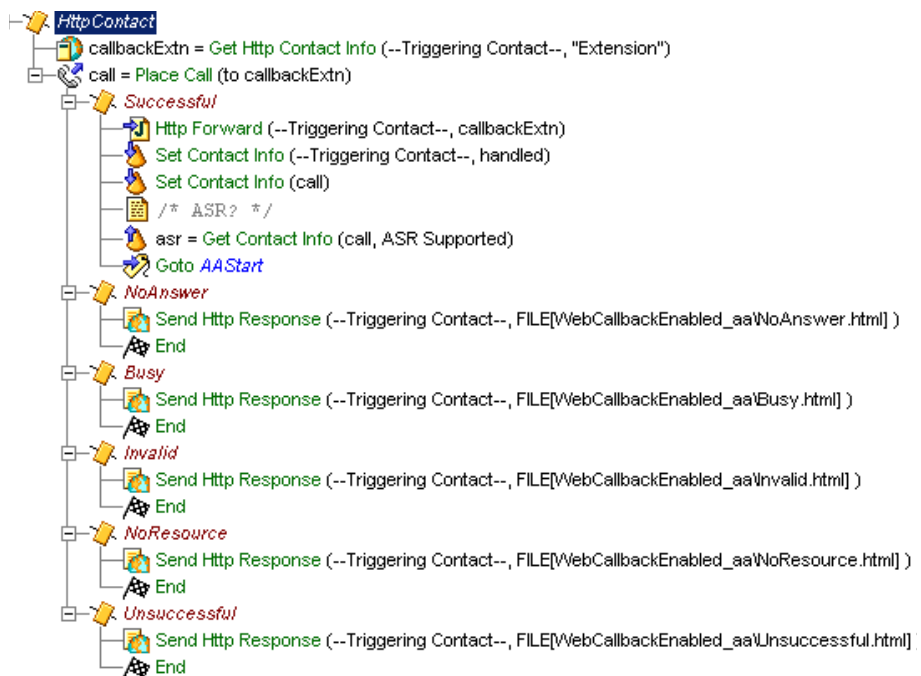 HttpContact
callbackExtn = Get Http Contact Info (--Triggering Contact--, "Extension")
call = Place Call (to callbackExtn)
Successful
Http Forward (--Triggering Contact--, callbackExtn)
Set Contact Info (--Triggering Contact--, handled)
Set Contact Info (call)
/* ASR? */
asr = Get Contact Info (call, ASR Supported)
Goto AAStart
NoAnswer
Send Http Response (--Triggering Contact--, FILE[WebCallbackEnabled_aa\NoAnswer.html] )
End
Busy
Send Http Response (--Triggering Contact--, FILE[WebCallbackEnabled_aa\Busy.html] )
End
Invalid
Send Http Response (--Triggering Contact--, FILE[WebCallbackEnabled_aa\Invalid.html] )
End
NoResource
Send Http Response (--Triggering Contact--, FILE[WebCallbackEnabled_aa\NoResource.html] )
End
Unsuccessful
Send Http Response (--Triggering Contact--, FILE[WebCallbackEnabled_aa\Unsuccessful.html] )
End